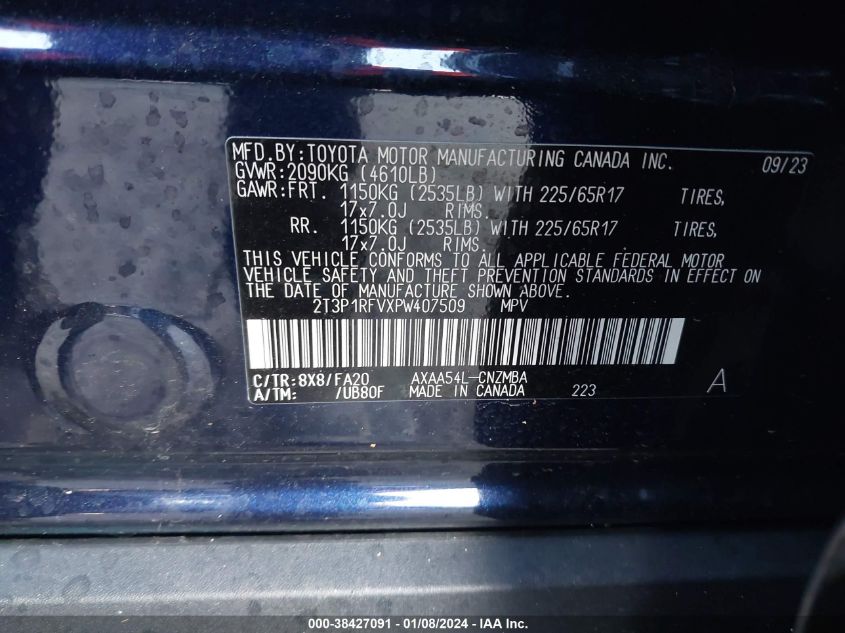 MFD.BY:TOYOTA MOTOR MANUFACTURING CANADA INC. 09/23
GVWR:2090KG (4610LB)
GAWR:FRT. 1150KG (2535LB) WITH 225/65R17 TIRES,
17x7.0J RIMS.
RR. 1150KG (2535LB) WITH 225/65R17 TIRES,
17x7.0J RIMS.
THIS VEHICLE CONFORMS TO ALL APPLICABLE FEDERAL MOTOR
VEHICLE SAFETY AND THEFT PREVENTION STANDARDS IN EFFECT ON
THE DATE OF MANUFACTURE SHOWN ABOVE.
2T3P1RFVXPW407509 MPV
C/TR:8X8/FA20 AXAA54L-CNZMBA
A/TM: /UB80F MADE IN CANADA 223 A
000-38427091 - 01/08/2024 - IAA Inc.